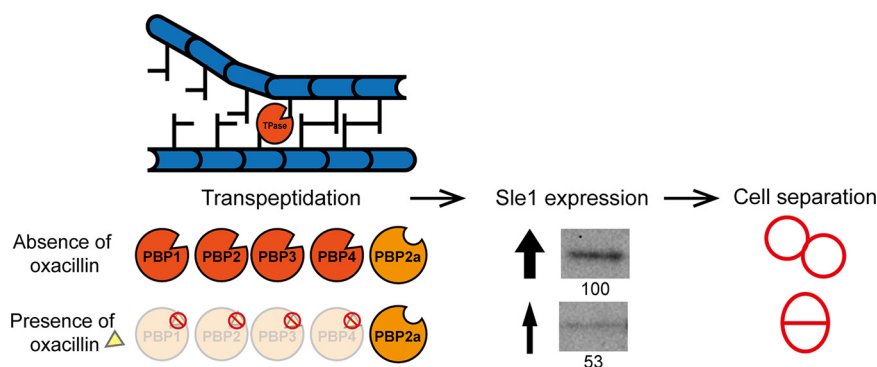 TPase
Transpeptidation Sle1 expression Cell separation
Absence of
oxacillin
PBP1 PBP2 PBP3 PBP4 PBP2a
100
Presence of
oxacillin
PBP1 PBP2 PBP3 PBP4 PBP2a
53